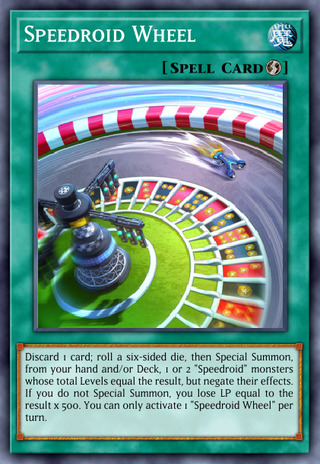 Speedroid Wheel
[Spell Card]
Discard 1 card; roll a six-sided die, then Special Summon,
from your hand and/or Deck, 1 or 2 "Speedroid" monsters
whose total Levels equal the result, but negate their effects.
If you do not Special Summon, you lose LP equal to the
result x 500. You can only activate 1 "Speedroid Wheel" per
turn.